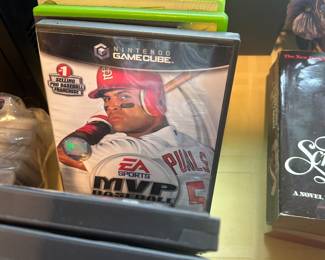 NINTENDO
GAMECUBE
#1
SELLING
PRO BASEBALL
FRANCHISE
EA
SPORTS
PUJOLS
5
MVP
BASEBALL
A NOVEL